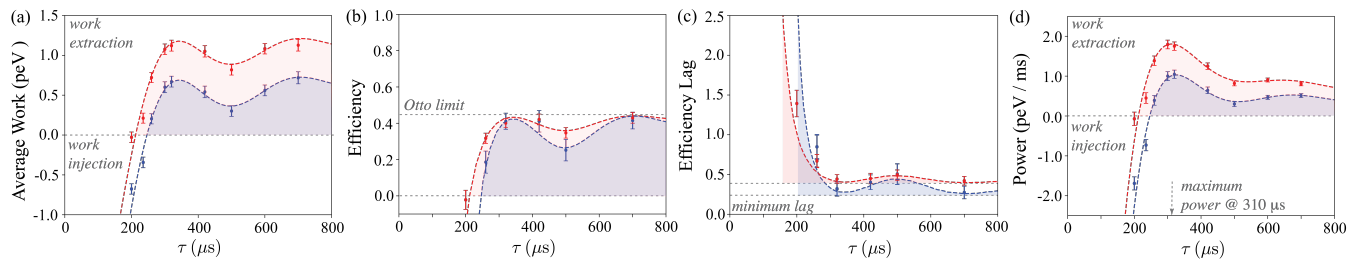 (a)
1.5
1.0
0.5
0.0
-0.5
-1.0
Average Work (peV)
work
extraction
work
injection
0
200
400
600
800
τ (μs)
(b)
1.0
0.8
0.6
0.4
0.2
0.0
Efficiency
Otto limit
0
200
400
600
800
τ (μs)
(c)
2.5
2.0
1.5
1.0
0.5
0.0
Efficiency Lag
minimum lag
0
200
400
600
800
τ (μs)
(d)
2.0
1.0
0.0
-1.0
-2.0
Power (peV / ms)
work
extraction
work
injection
maximum
power @ 310 μs
0
200
400
600
800
τ (μs)